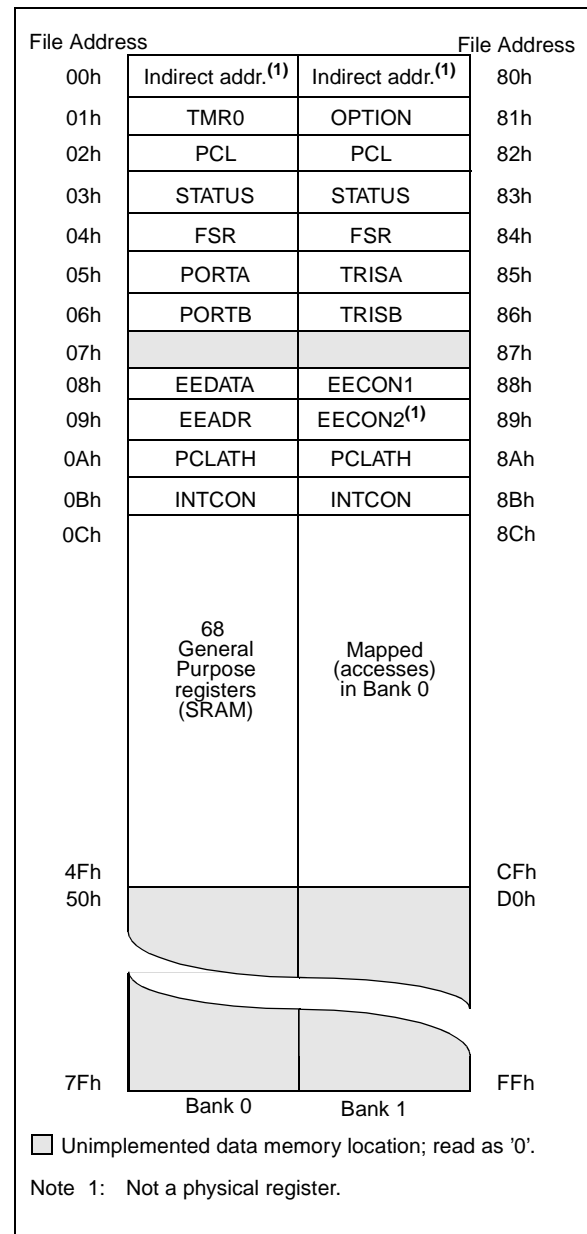 File Address File Address
00h Indirect addr.(1) Indirect addr.(1) 80h
01h TMR0 OPTION 81h
02h PCL PCL 82h
03h STATUS STATUS 83h
04h FSR FSR 84h
05h PORTA TRISA 85h
06h PORTB TRISB 86h
07h 87h
08h EEDATA EECON1 88h
09h EEADR EECON2(1) 89h
0Ah PCLATH PCLATH 8Ah
0Bh INTCON INTCON 8Bh
0Ch 8Ch
68
General
Purpose
registers
(SRAM)
Mapped
(accesses)
in Bank 0
4Fh CFh
50h D0h
7Fh FFh
Bank 0 Bank 1
Unimplemented data memory location; read as '0'.
Note 1: Not a physical register.